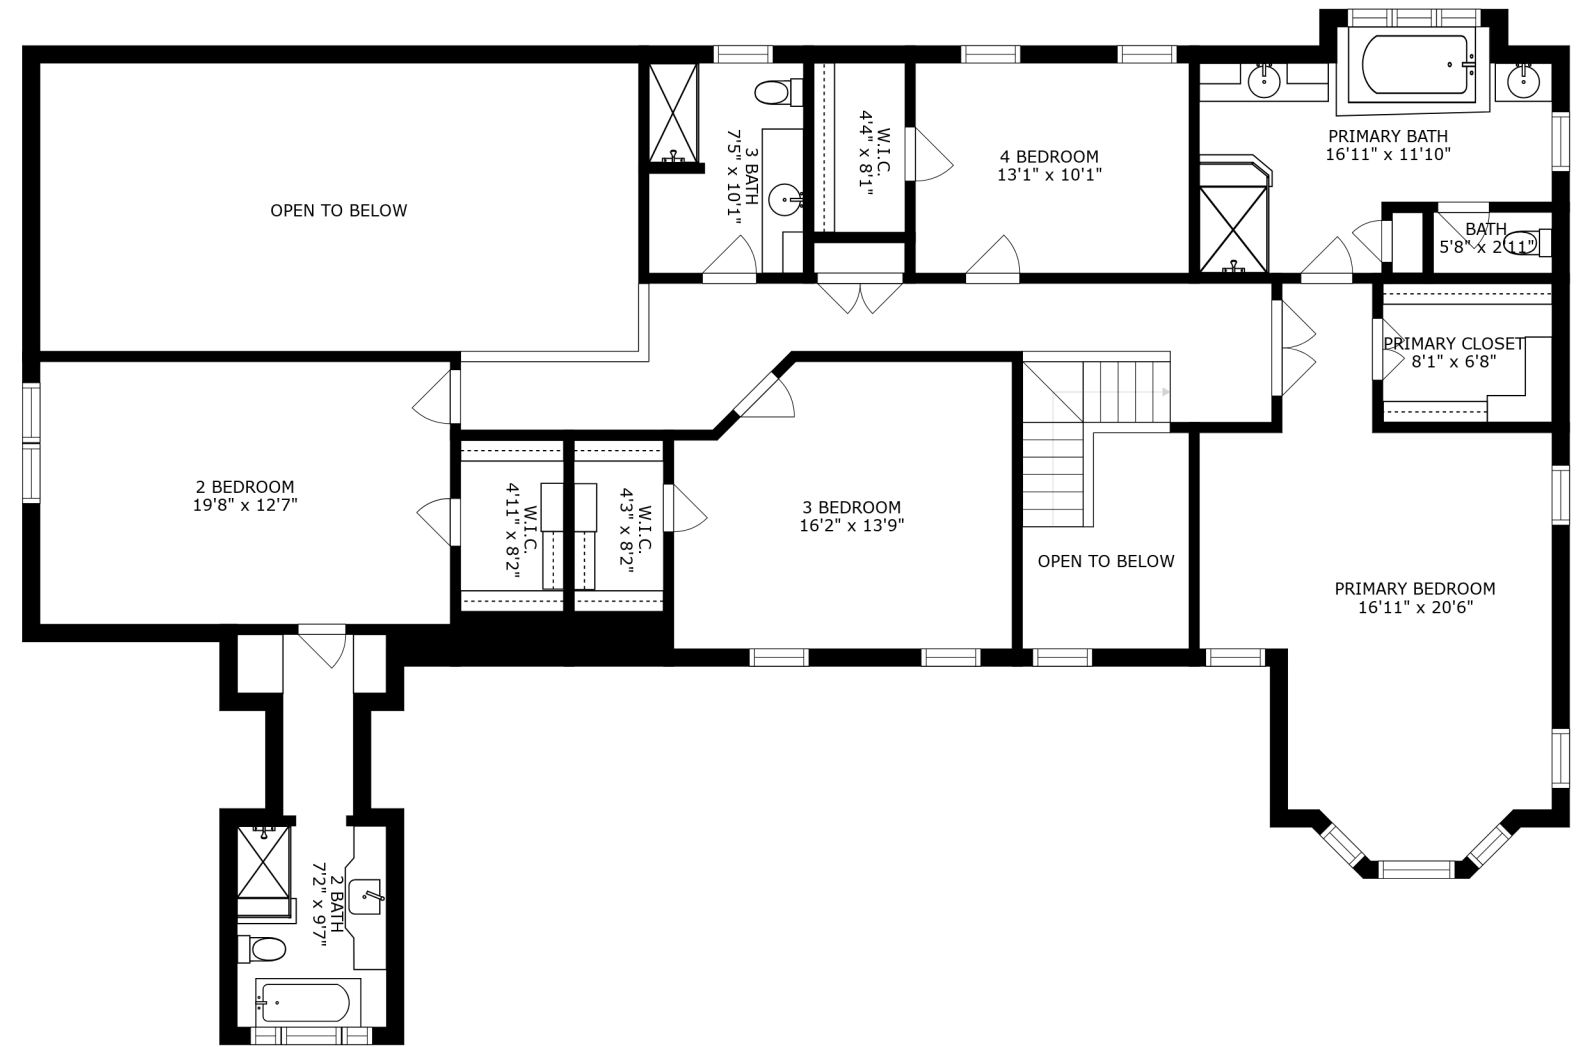 OPEN TO BELOW
3 BATH
7'5" x 10'1"
W.I.C.
4'4" x 8'1"
4 BEDROOM
13'1" x 10'1"
PRIMARY BATH
16'11" x 11'10"
BATH
5'8" x 2'11"
PRIMARY CLOSET
8'1" x 6'8"
2 BEDROOM
19'8" x 12'7"
W.I.C.
4'11" x 8'2"
W.I.C.
4'3" x 8'2"
3 BEDROOM
16'2" x 13'9"
OPEN TO BELOW
PRIMARY BEDROOM
16'11" x 20'6"
2 BATH
7'2" x 9'7"